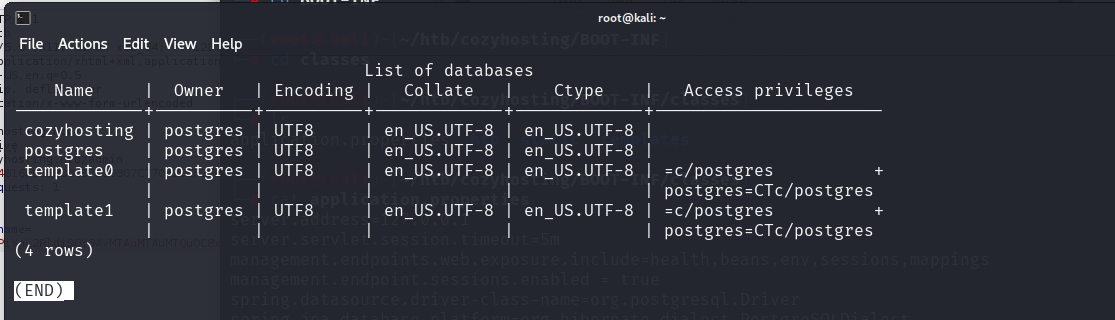 root@kali: ~
File Actions Edit View Help
~/htb/cozyhosting/BOOT-INF
classes
List of databases
Name | Owner | Encoding | Collate | Ctype | Access privileges
/BOOT-INF/classes
-----------+----------+----------+-------------+-------------+-----------------------
cozyhosting | postgres | UTF8 | en_US.UTF-8 | en_US.UTF-8 |
postgres | postgres | UTF8 | en_US.UTF-8 | en_US.UTF-8 |
template0 | postgres | UTF8 | en_US.UTF-8 | en_US.UTF-8 | =c/postgres +
| | | | | postgres=CTc/postgres
template1 | postgres | UTF8 | en_US.UTF-8 | en_US.UTF-8 | =c/postgres +
| | | | | postgres=CTc/postgres
(4 rows)
server.servlet.session.timeout=5m
management.endpoints.web.exposure.include=health,beans,env,sessions,mappings
management.endpoint.sessions.enabled = true
(END)
spring.datasource.driver-class-name=org.postgresql.Driver